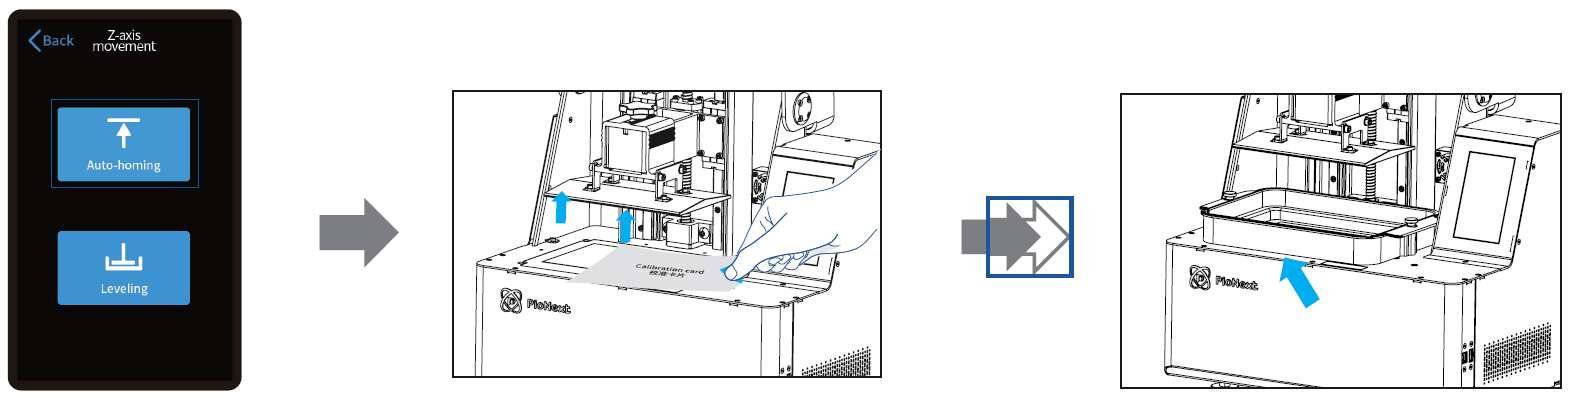 Back
Z-axis
movement
Auto-homing
Leveling
Calibration card
校准卡片
PioNext
PioNext